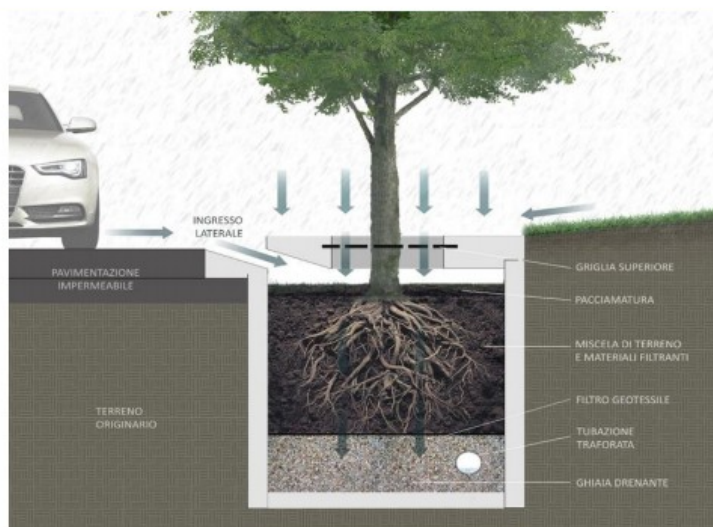 INGRESSO
LATERALE
PAVIMENTAZIONE
IMPERMEABILE
TERRENO
ORIGINARIO
GRIGLIA SUPERIORE
PACCIAMATURA
MISCELA DI TERRENO
E MATERIALI FILTRANTI
FILTRO GEOTESSILE
TUBAZIONE
TRAFORATA
GHIAIA DRENANTE